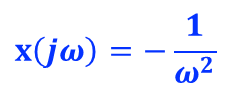 x(jω) = − 1/ω²